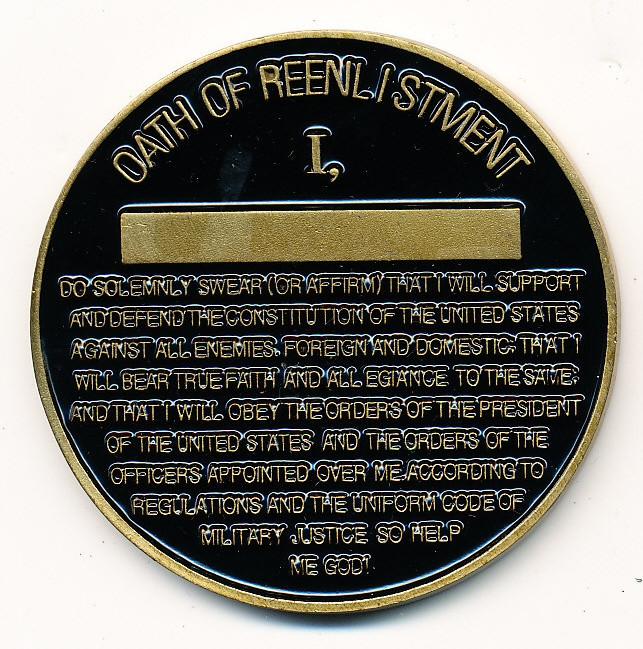 OATH OF REENLISTMENT
I,
DO SOLEMNLY SWEAR (OR AFFIRM) THAT I WILL SUPPORT
AND DEFEND THE CONSTITUTION OF THE UNITED STATES
AGAINST ALL ENEMIES, FOREIGN AND DOMESTIC; THAT I
WILL BEAR TRUE FAITH AND ALLEGIANCE TO THE SAME;
AND THAT I WILL OBEY THE ORDERS OF THE PRESIDENT
OF THE UNITED STATES AND THE ORDERS OF THE
OFFICERS APPOINTED OVER ME, ACCORDING TO
REGULATIONS AND THE UNIFORM CODE OF
MILITARY JUSTICE SO HELP
ME GOD!